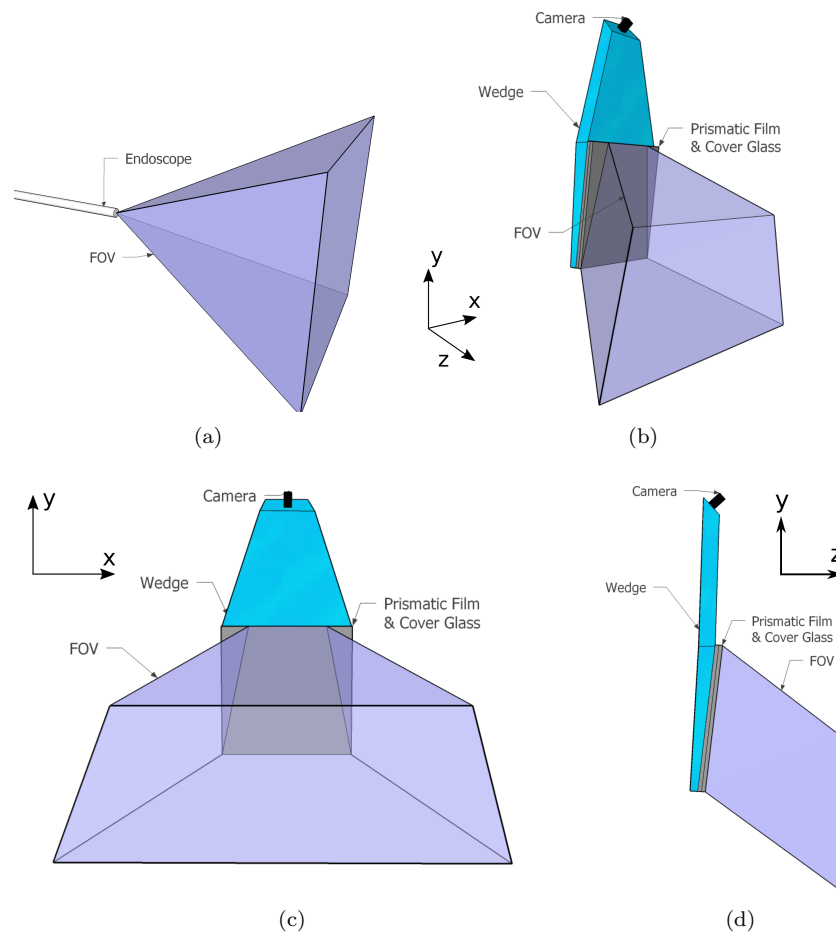 Endoscope
FOV
y
x
z
(a)
Camera
Wedge
Prismatic Film
& Cover Glass
FOV
(b)
y
x
Camera
Wedge
Prismatic Film
& Cover Glass
FOV
(c)
Camera
y
z
Wedge
Prismatic Film
& Cover Glass
FOV
(d)